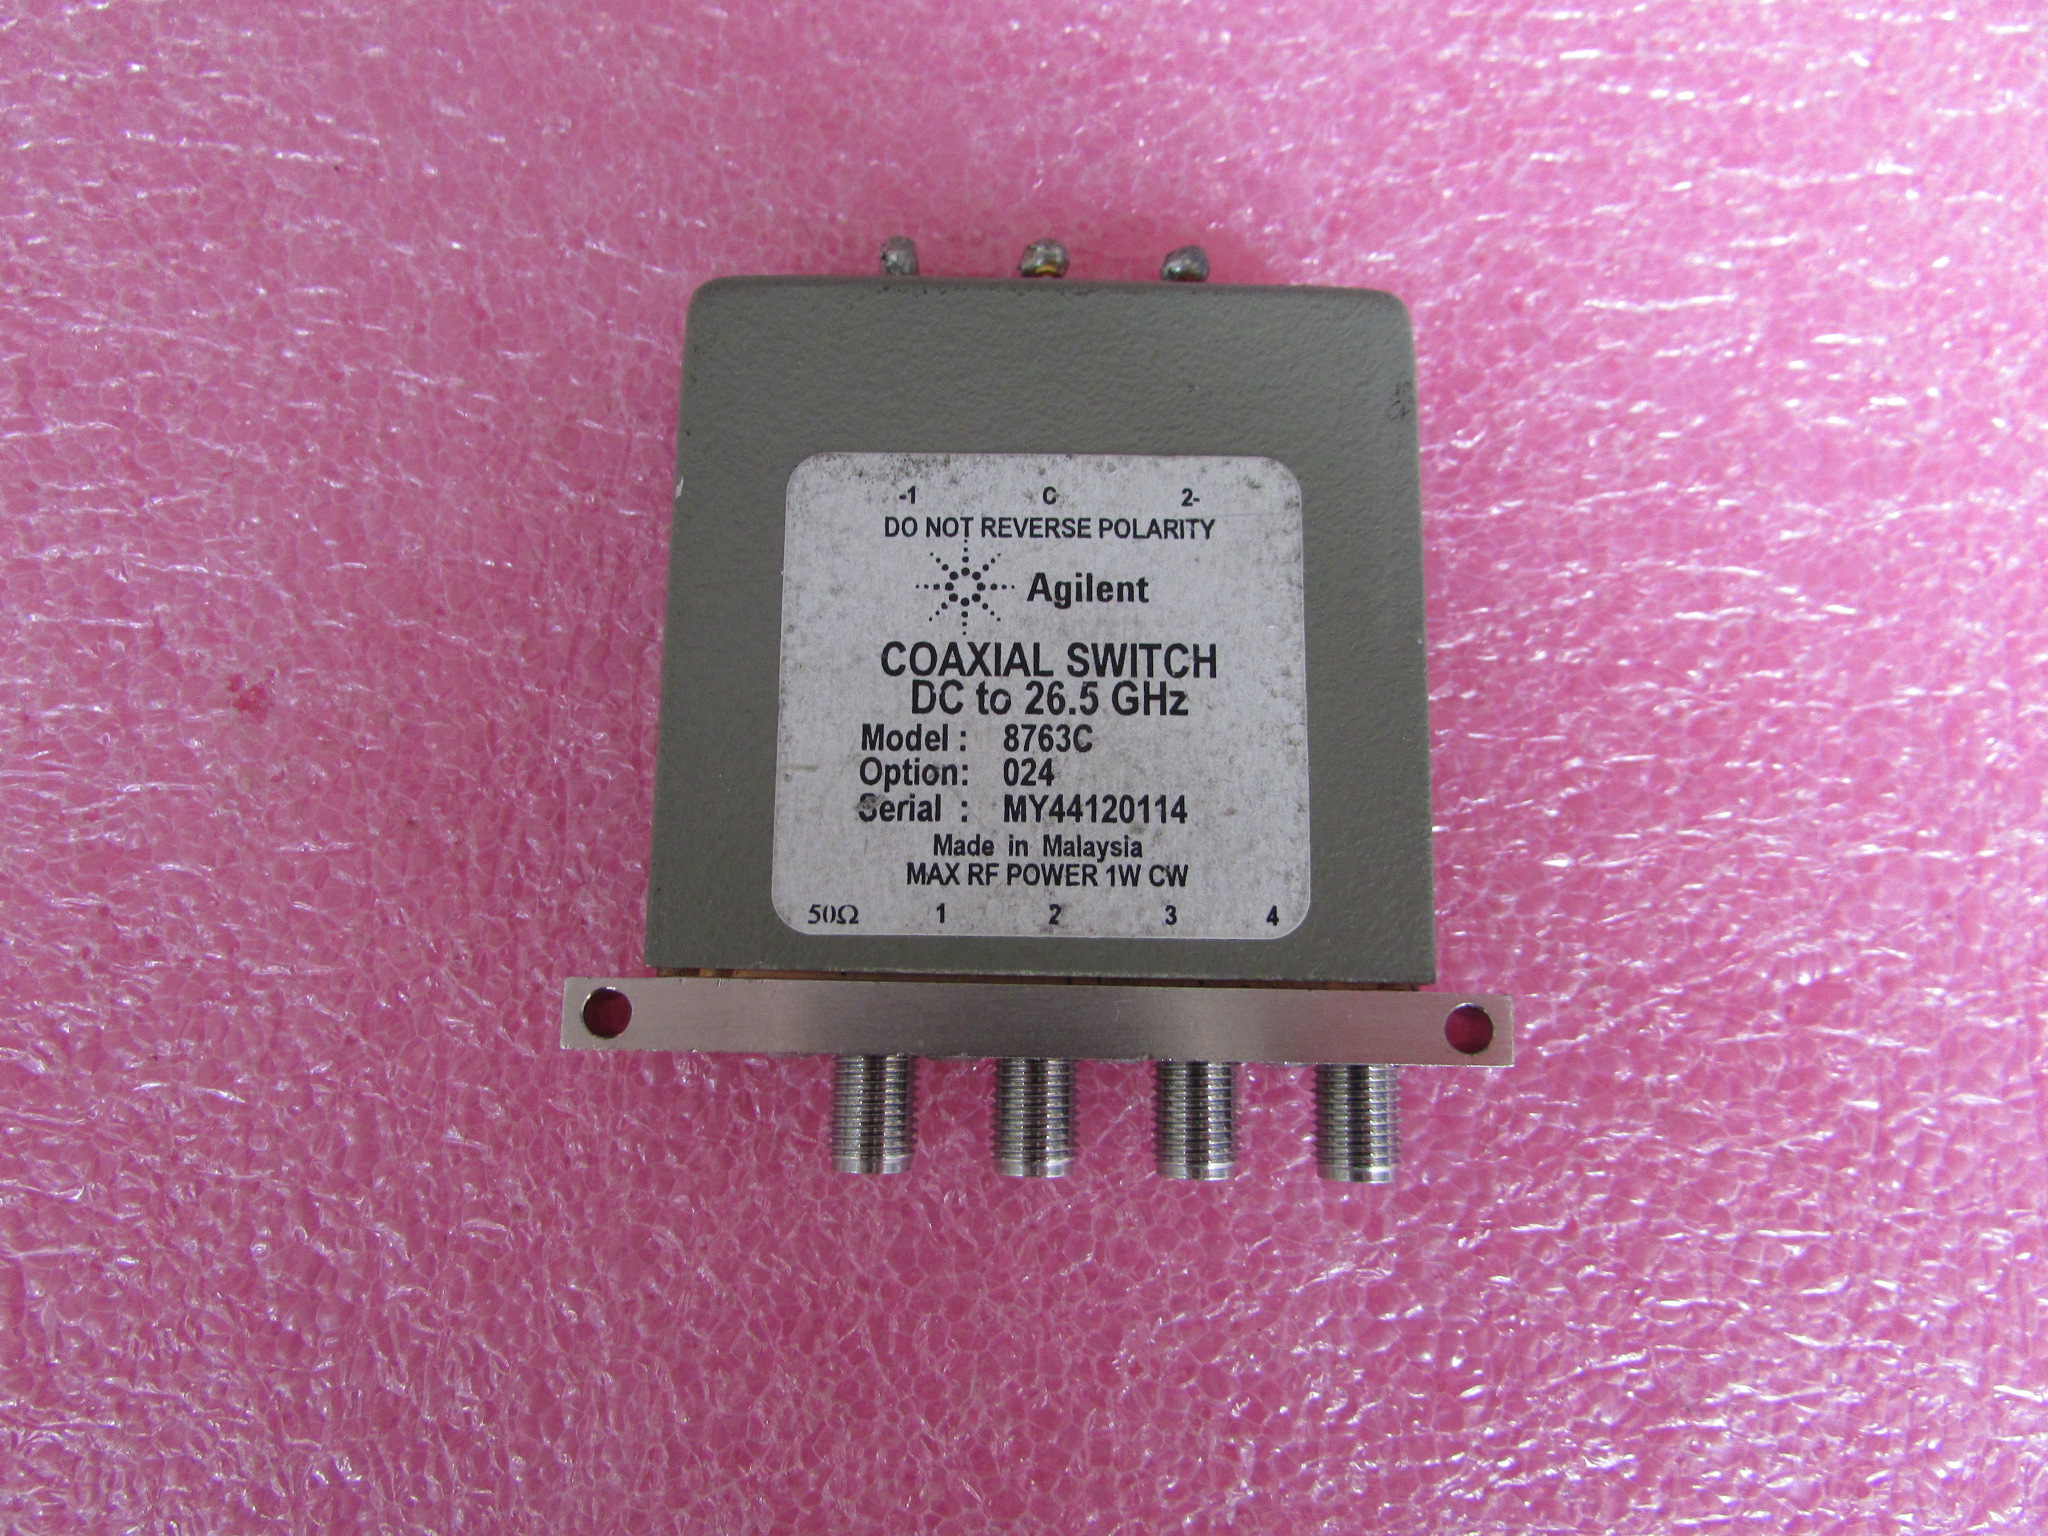 -1 C 2-
DO NOT REVERSE POLARITY
Agilent
COAXIAL SWITCH
DC to 26.5 GHz
Model : 8763C
Option: 024
Serial : MY44120114
Made in Malaysia
MAX RF POWER 1W CW
50Ω 1 2 3 4